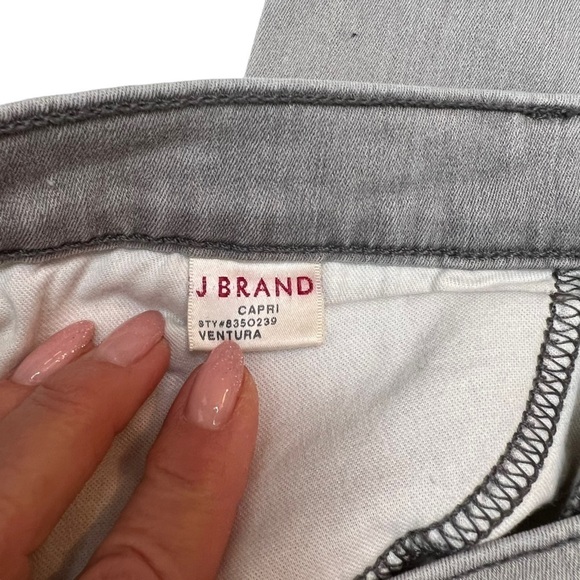 J BRAND
CAPRI
STY#8350239
VENTURA